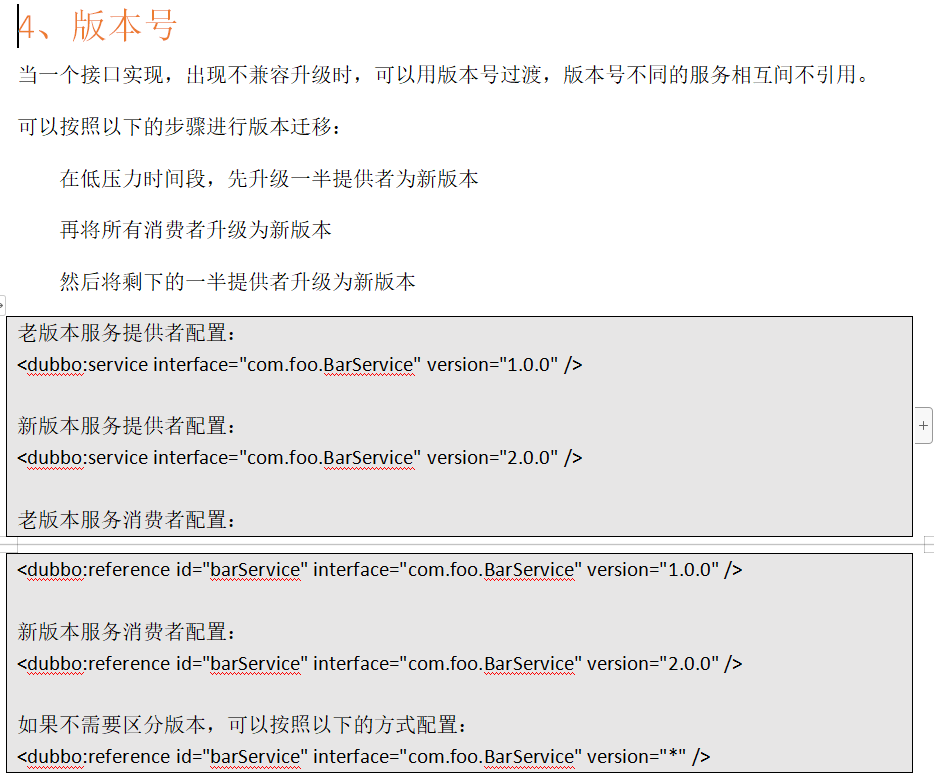 4、版本号
当一个接口实现，出现不兼容升级时，可以用版本号过渡，版本号不同的服务相互间不引用。
可以按照以下的步骤进行版本迁移：
在低压力时间段，先升级一半提供者为新版本
再将所有消费者升级为新版本
然后将剩下的一半提供者升级为新版本
老版本服务提供者配置：
<dubbo:service interface="com.foo.BarService" version="1.0.0" />
新版本服务提供者配置：
<dubbo:service interface="com.foo.BarService" version="2.0.0" />
老版本服务消费者配置：
<dubbo:reference id="barService" interface="com.foo.BarService" version="1.0.0" />
新版本服务消费者配置：
<dubbo:reference id="barService" interface="com.foo.BarService" version="2.0.0" />
如果不需要区分版本，可以按照以下的方式配置：
<dubbo:reference id="barService" interface="com.foo.BarService" version="*" />